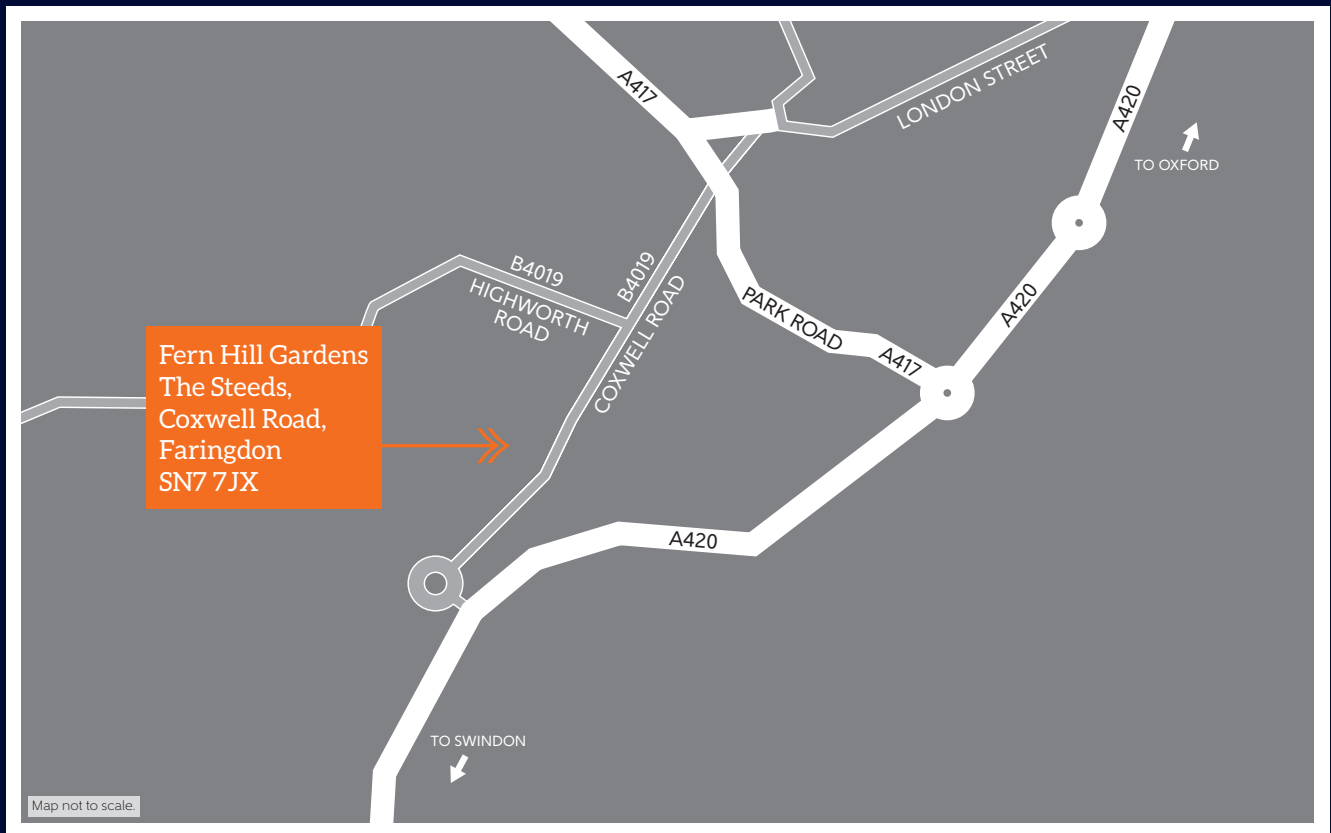 A417
LONDON STREET
A420
TO OXFORD
B4019
HIGHWORTH
ROAD
B4019
COXWELL ROAD
PARK ROAD
A417
A420
Fern Hill Gardens
The Steeds,
Coxwell Road,
Faringdon
SN7 7JX
A420
TO SWINDON
Map not to scale.